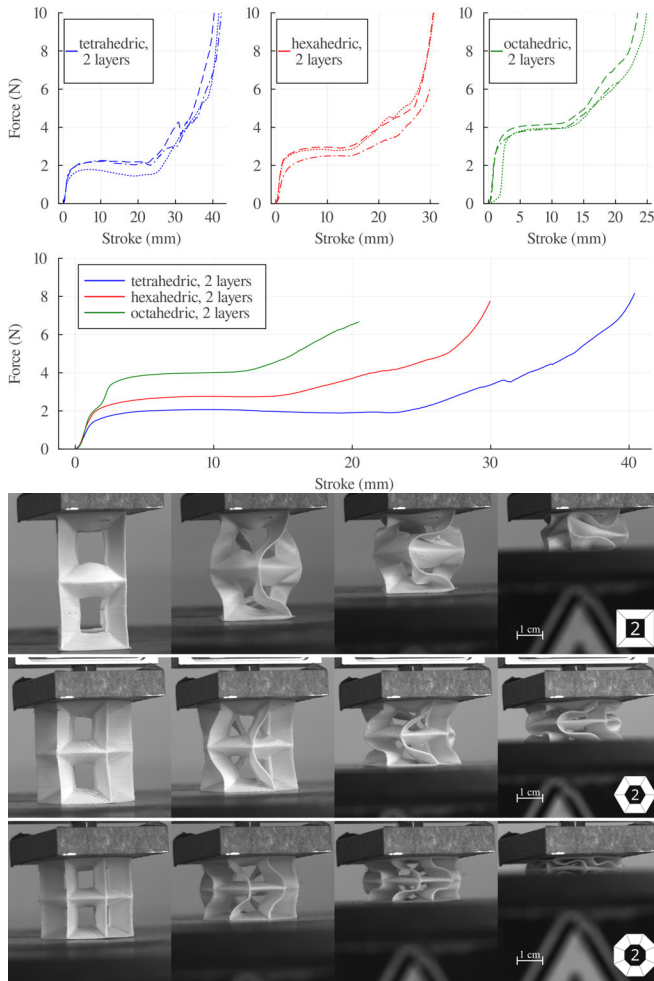 10
8
6
4
2
0
Force (N)
tetrahedric,
2 layers
0
10
20
30
40
Stroke (mm)
10
8
6
4
2
0
hexahedric,
2 layers
0
10
20
30
Stroke (mm)
10
8
6
4
2
0
octahedric,
2 layers
0
5
10
15
20
25
Stroke (mm)
10
8
6
4
2
0
Force (N)
tetrahedric, 2 layers
hexahedric, 2 layers
octahedric, 2 layers
0
10
20
30
40
Stroke (mm)
1 cm
2
1 cm
2
1 cm
2